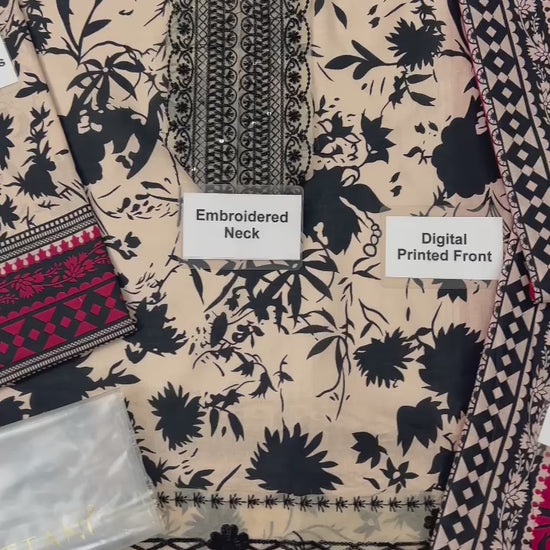 s
Embroidered
Neck
Digital
Printed Front